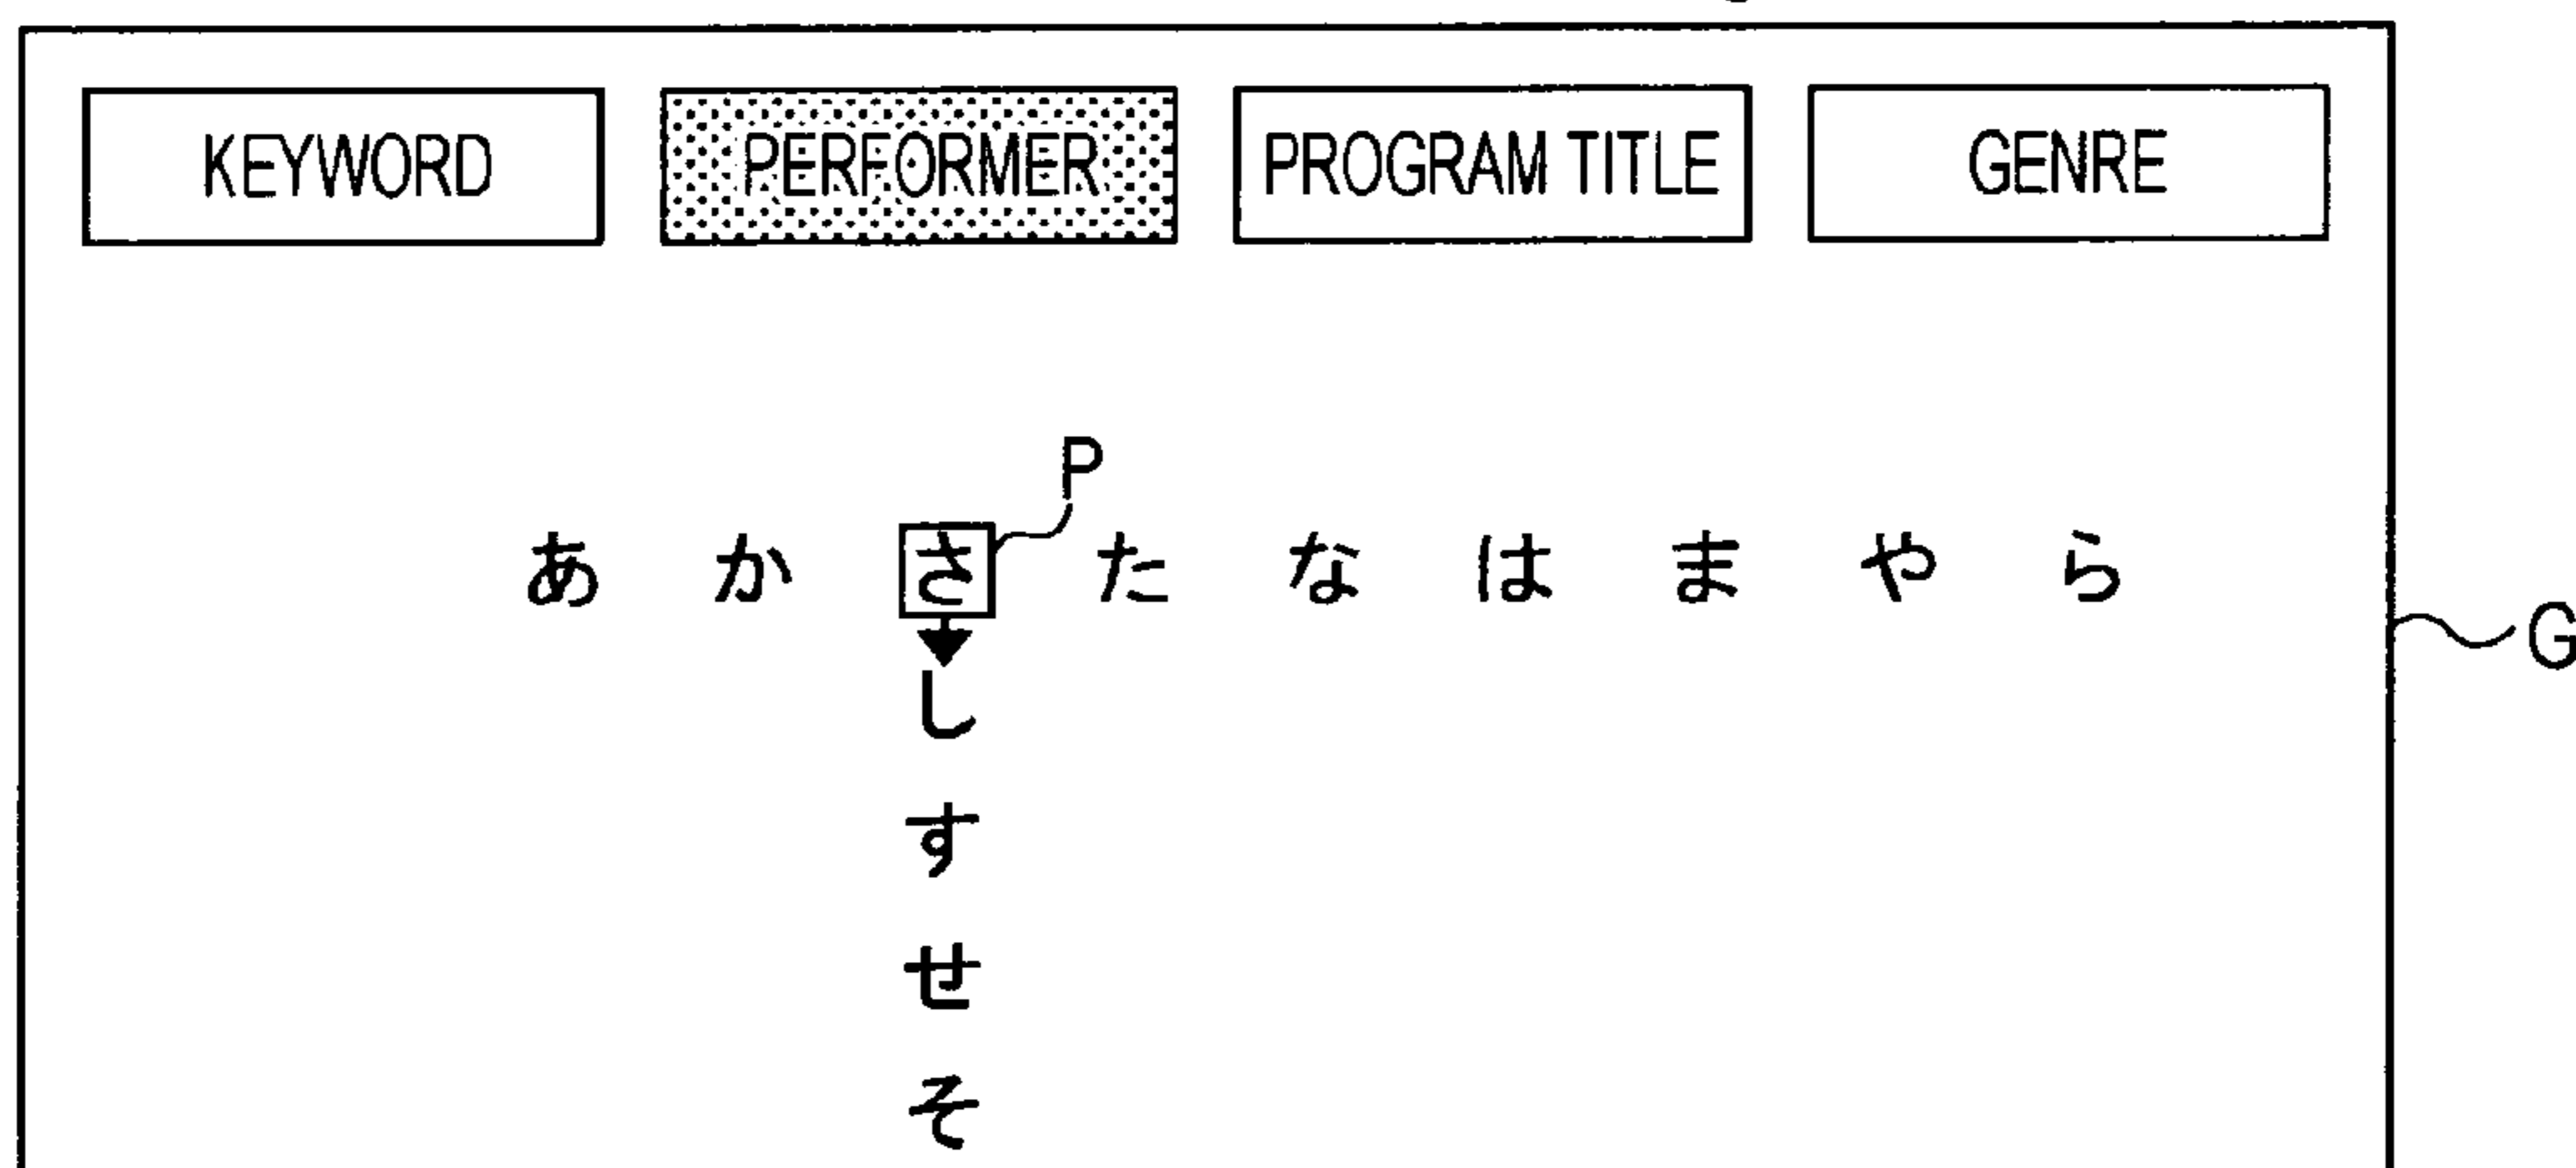 KEYWORD PERFORMER PROGRAM TITLE GENRE
P
あ か さ た な は ま や ら
G
し
す
せ
そ